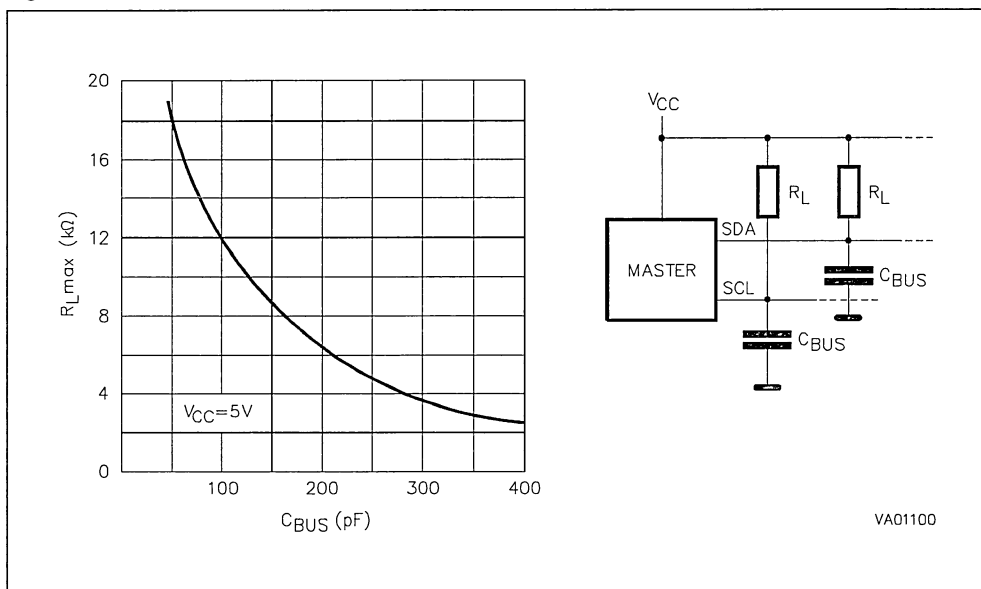 20
16
12
8
4
0
RLmax (kΩ)
VCC=5V
100
200
300
400
CBUS (pF)
VCC
RL
RL
SDA
MASTER
SCL
CBUS
CBUS
VA01100